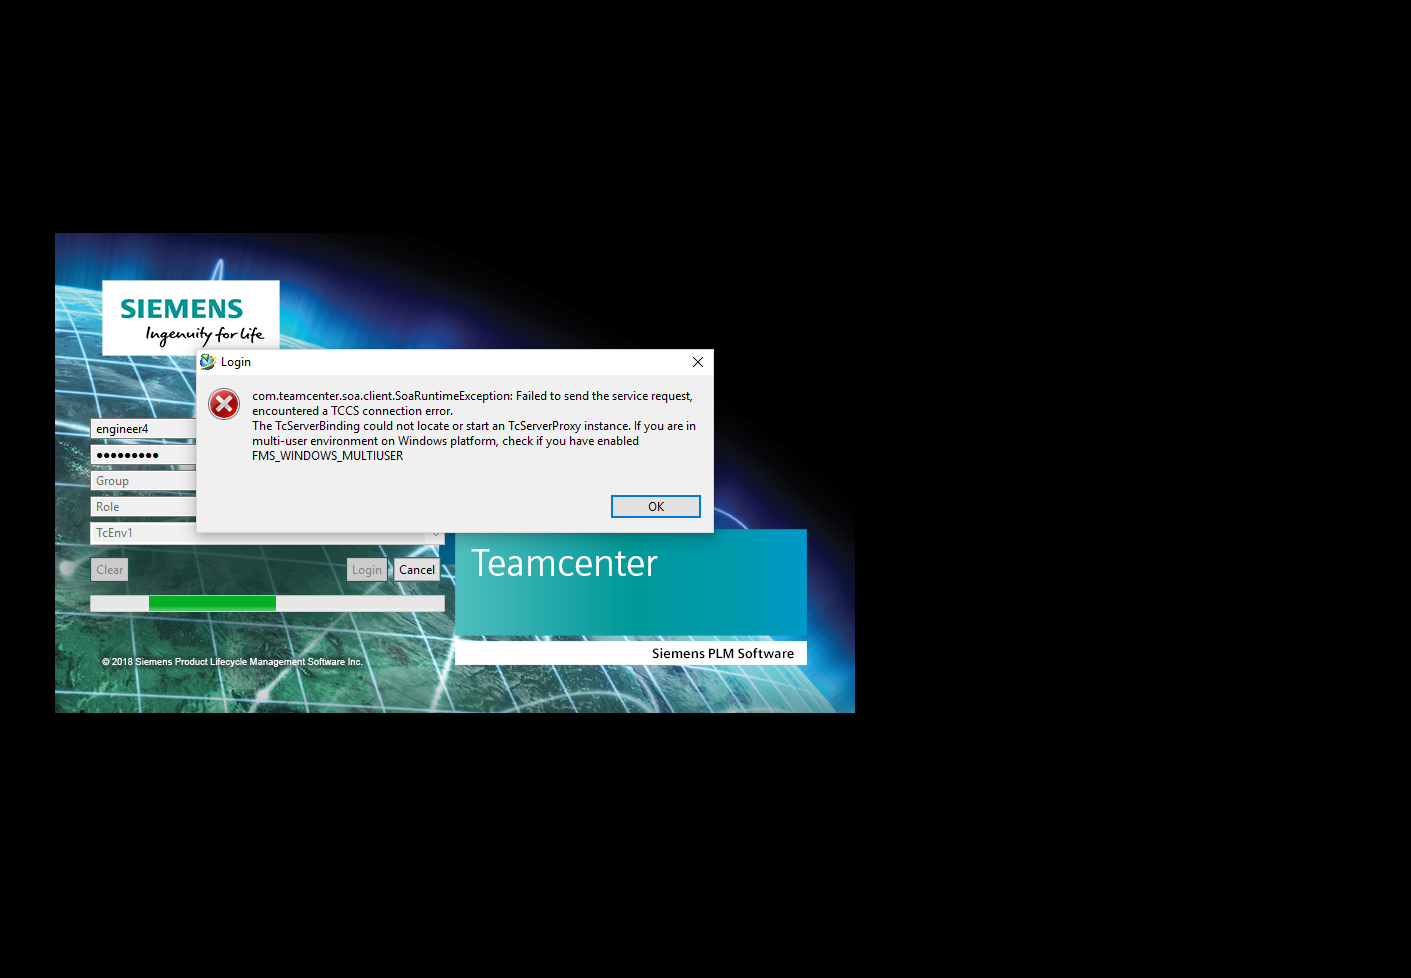 SIEMENS
Ingenuity for life
Login
com.teamcenter.soa.client.SoaRuntimeException: Failed to send the service request,
encountered a TCCS connection error.
The TcServerBinding could not locate or start an TcServerProxy instance. If you are in
multi-user environment on Windows platform, check if you have enabled
FMS_WINDOWS_MULTIUSER
OK
engineer4
●●●●●●●●●
Group
Role
TcEnv1
Clear
Login
Cancel
Teamcenter
Siemens PLM Software
© 2018 Siemens Product Lifecycle Management Software Inc.